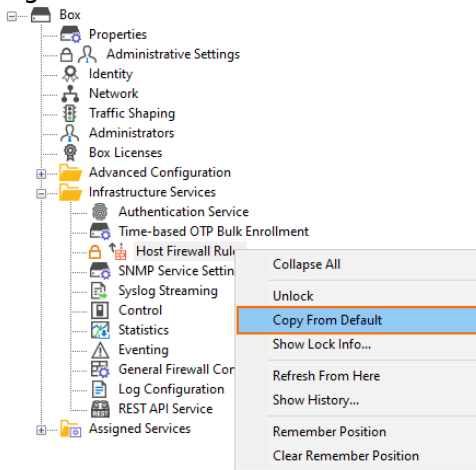 Box
Properties
Administrative Settings
Identity
Network
Traffic Shaping
Administrators
Box Licenses
Advanced Configuration
Infrastructure Services
Authentication Service
Time-based OTP Bulk Enrollment
Host Firewall Rule
SNMP Service Settin
Syslog Streaming
Control
Statistics
Eventing
General Firewall Con
Log Configuration
REST API Service
Assigned Services
Collapse All
Unlock
Copy From Default
Show Lock Info...
Refresh From Here
Show History...
Remember Position
Clear Remember Position